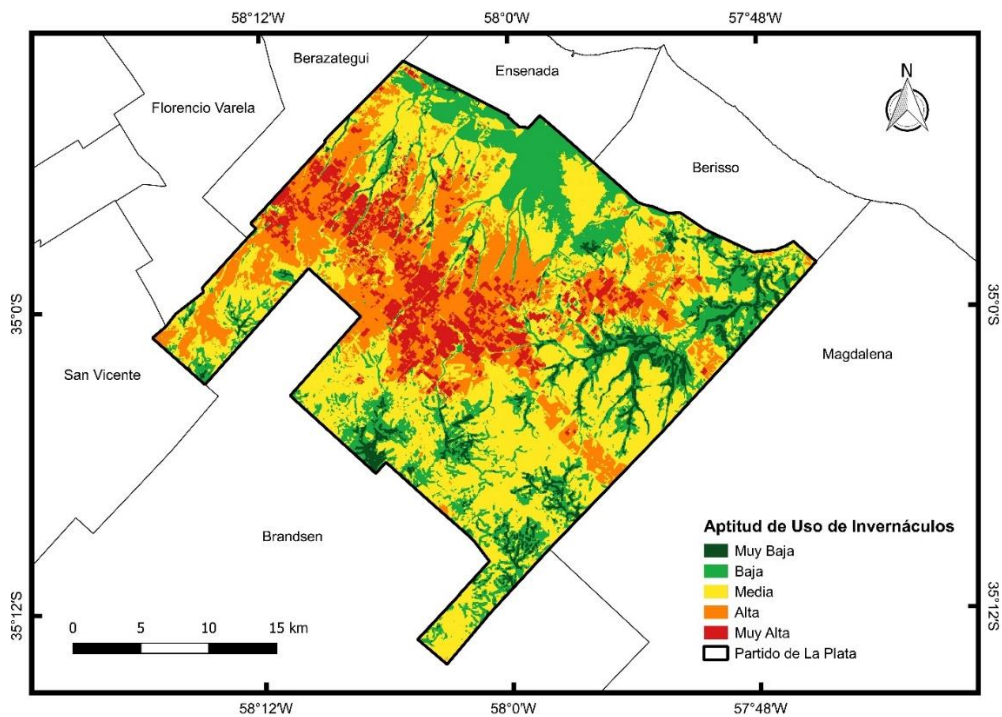 58°12'W 58°0'W 57°48'W
Berazategui
Ensenada
N
Florencio Varela
Berisso
35°0'S
35°0'S
Magdalena
San Vicente
Brandsen
Aptitud de Uso de Invernáculos
Muy Baja
Baja
Media
Alta
Muy Alta
Partido de La Plata
35°12'S
35°12'S
0 5 10 15 km
58°12'W 58°0'W 57°48'W